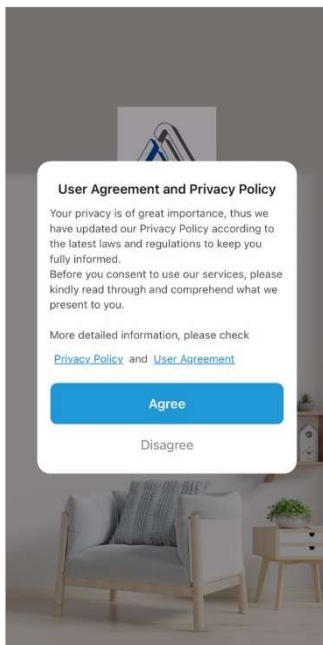 User Agreement and Privacy Policy
Your privacy is of great importance, thus we
have updated our Privacy Policy according to
the latest laws and regulations to keep you
fully informed.
Before you consent to use our services, please
kindly read through and comprehend what we
present to you.
More detailed information, please check
Privacy Policy and User Agreement
Agree
Disagree